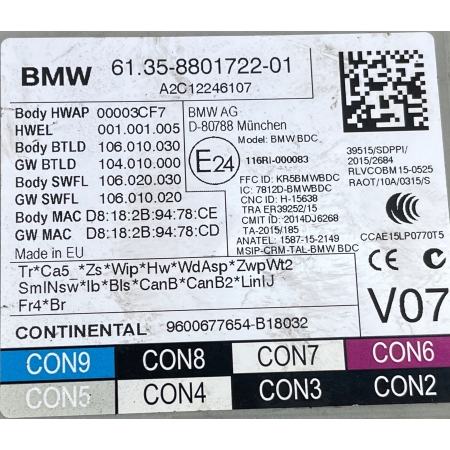 BMW 61.35-8801722-01
A2C12246107
Body HWAP 00003CF7
HWEL 001.001.005
Body BTLD 106.010.030
GW BTLD 104.010.000
Body SWFL 106.020.030
GW SWFL 106.010.020
Body MAC D8:18:2B:94:78:CE
GW MAC D8:18:2B:94:78:CD
Made in EU
BMW AG
D-80788 München
Model: BMW BDC
E24
116RI-000083
FFC ID: KR5BMWBDC
IC: 7812D-BMWBDC
CNC ID: H-15638
TRA ER39252/15
CMIT ID: 2014DJ6268
TA-2015/185
ANATEL: 1587-15-2149
MSIP-CRM-TAL-BMW BDC
39515/SDPPI/
2015/2684
RLVCOBM15-0525
RAOT/10A/0315/S
CCAE15LP0770T5
Tr*Ca5_*Zs*Wip*Hw*WdAsp*ZwpWt2
SmINsw*Ib*Bls*CanB*CanB2*LinIJ
Fr4*Br
V07
CONTINENTAL 9600677654-B18032
CON9 CON8 CON7 CON6
CON5 CON4 CON3 CON2